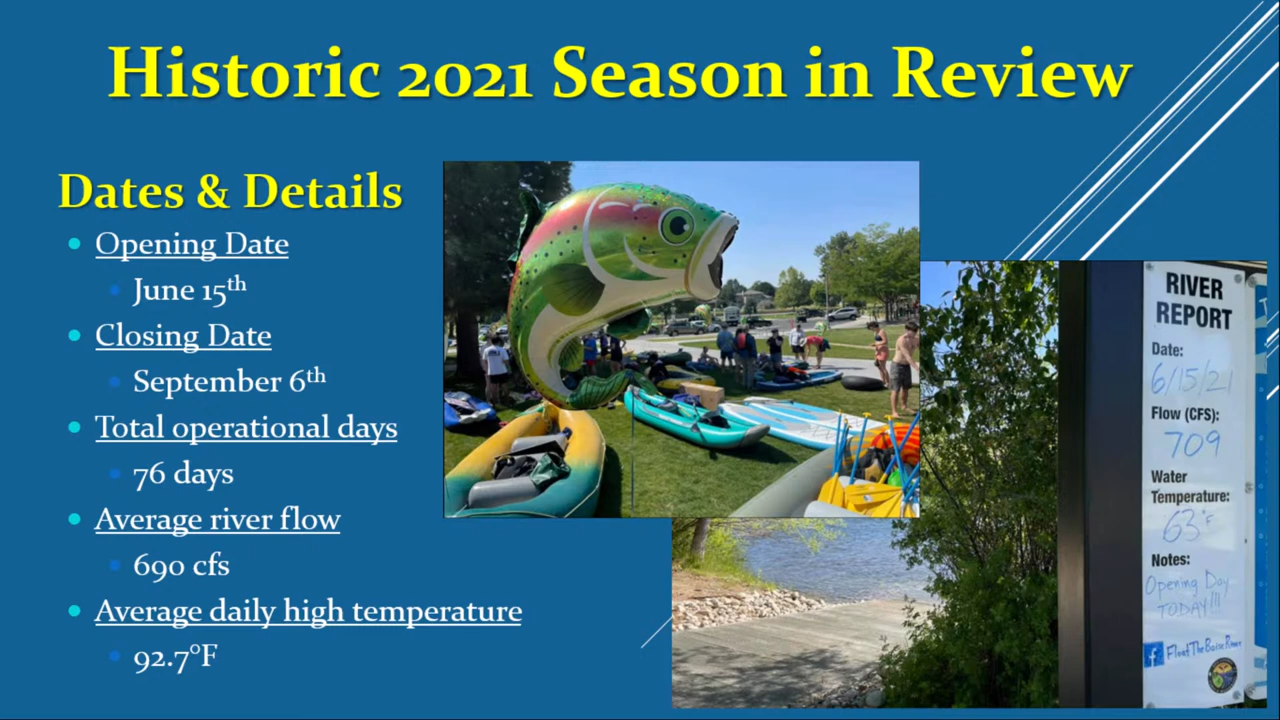 Historic 2021 Season in Review
Dates & Details
Opening Date
June 15th
Closing Date
September 6th
Total operational days
76 days
Average river flow
690 cfs
Average daily high temperature
92.7°F
RIVER
REPORT
Date:
6/15/21
Flow (CFS):
709
Water
Temperature:
63°F
Notes:
Opening Day
TODAY!!!
FloatTheBoiseRiver